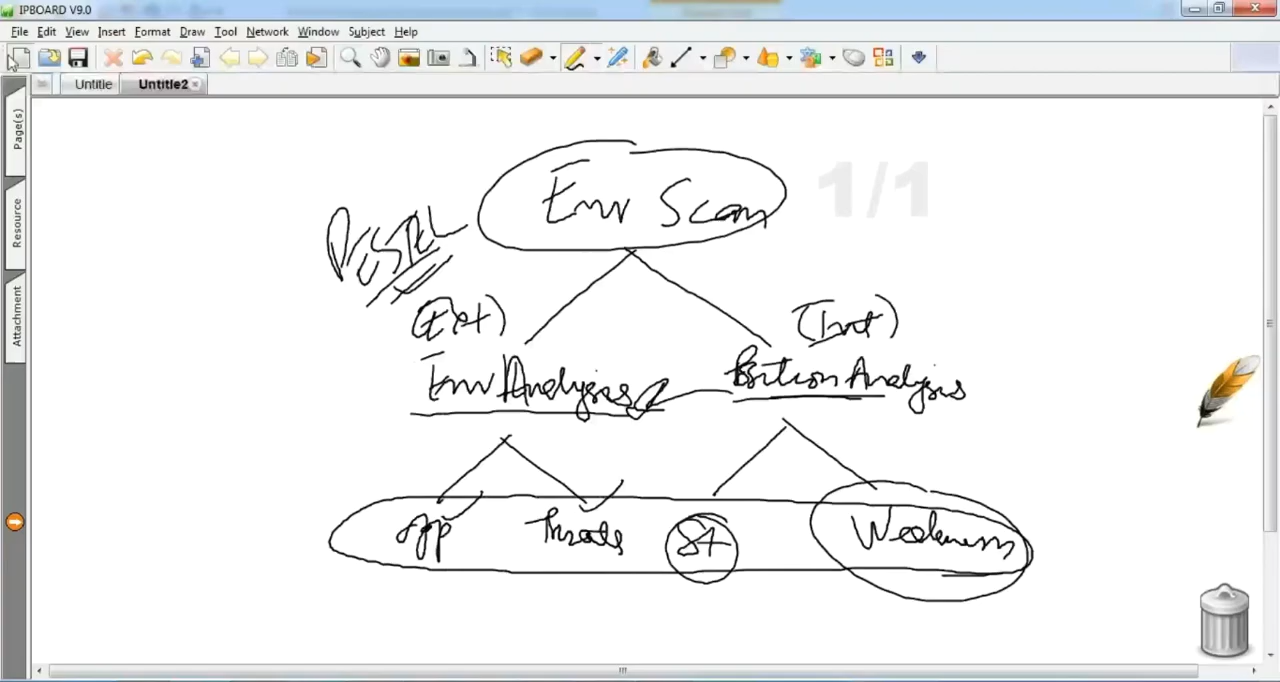 IPBOARD V9.0
File Edit View Insert Format Draw Tool Network Window Subject Help
Untitle Untitle2
Page(s)
Resource
Attachment
1/1
Env Scan
PESTEL
(Ext) (Int)
Env Analysis Position Analysis
Opp Threats St Weakness